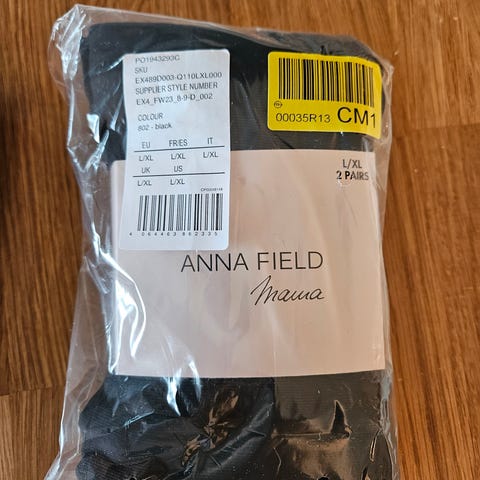 PO1943293C
SKU
EX489D003-Q110LXL000
SUPPLIER STYLE NUMBER
EX4_FW23_8-9-D_002
COLOUR
802 - black
EU FR/ES IT
L/XL L/XL L/XL
UK US
L/XL L/XL
4 064463 862335
00035R13 CM1
L/XL
2 PAIRS
ANNA FIELD
mama